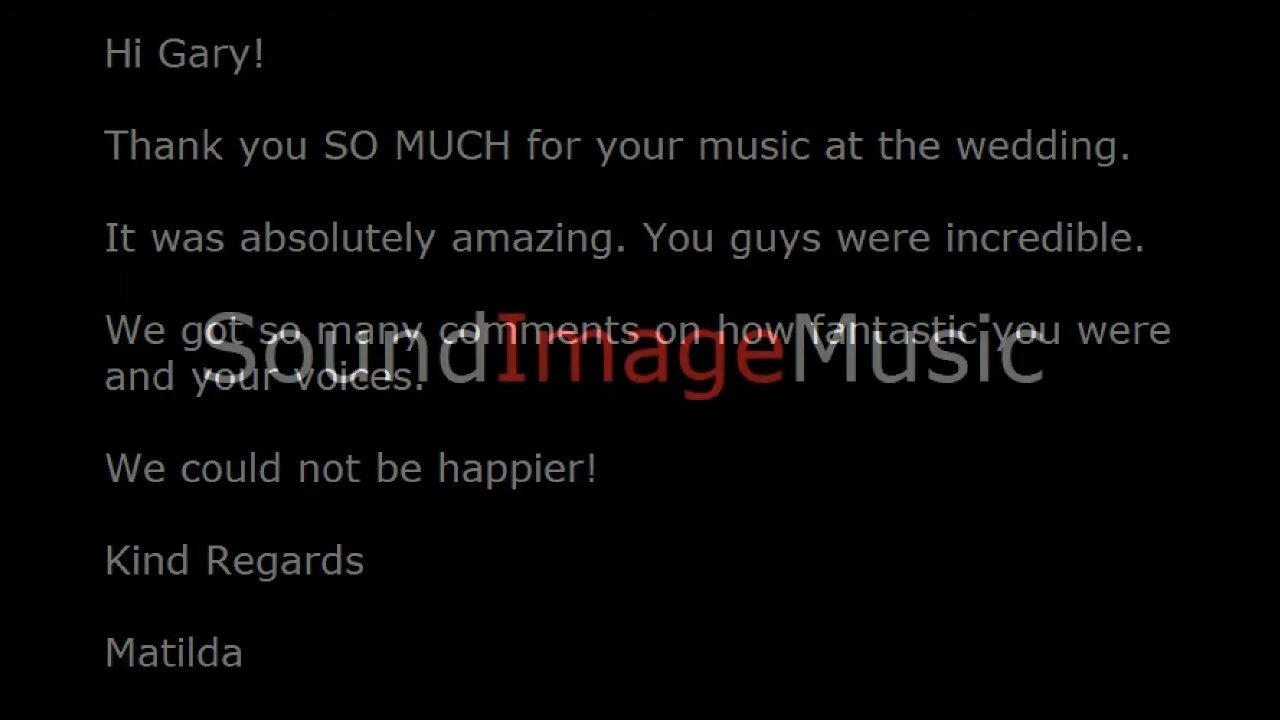 Hi Gary!
Thank you SO MUCH for your music at the wedding.
It was absolutely amazing. You guys were incredible.
We got so many comments on how fantastic you were
and your voices.
SoundImageMusic
We could not be happier!
Kind Regards
Matilda